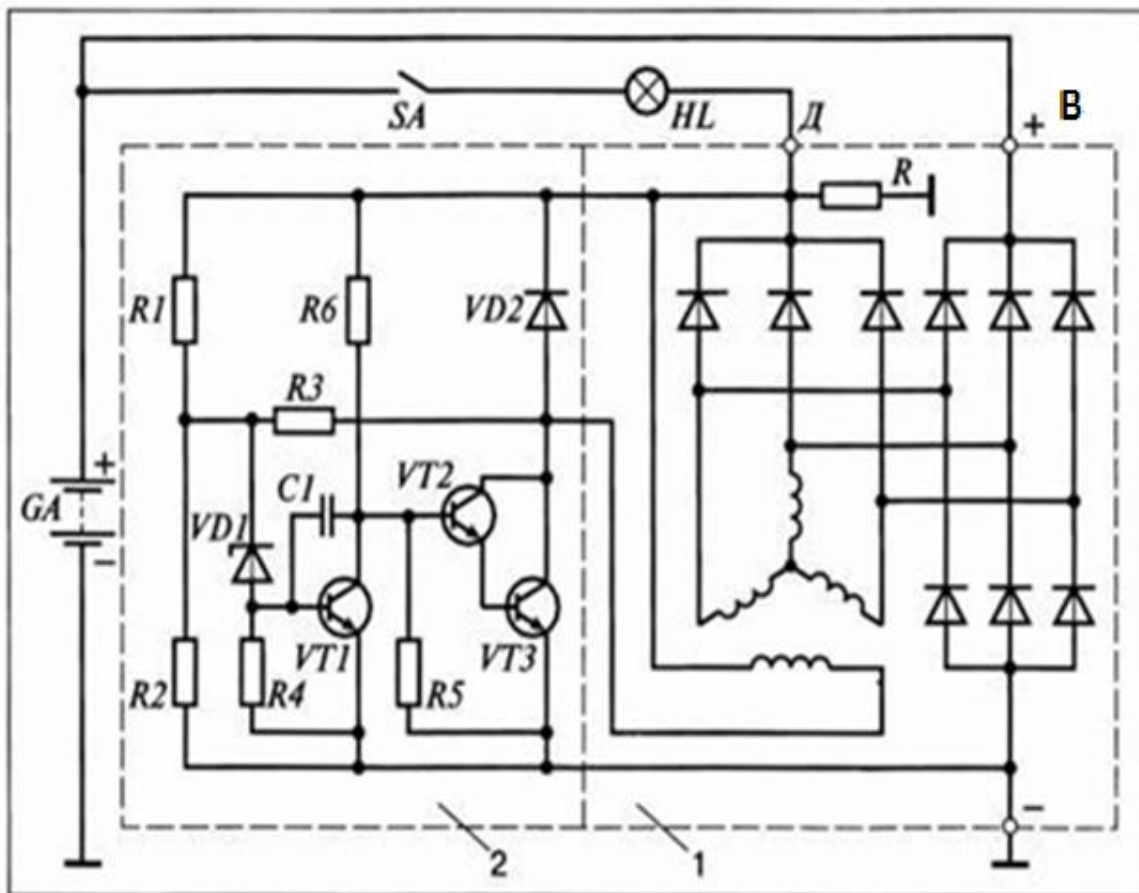 SA
HL
Д
+
В
R
R1
R6
VD2
R3
C1
VT2
+
GA
−
VD1
VT1
VT3
R2
R4
R5
2
1
−